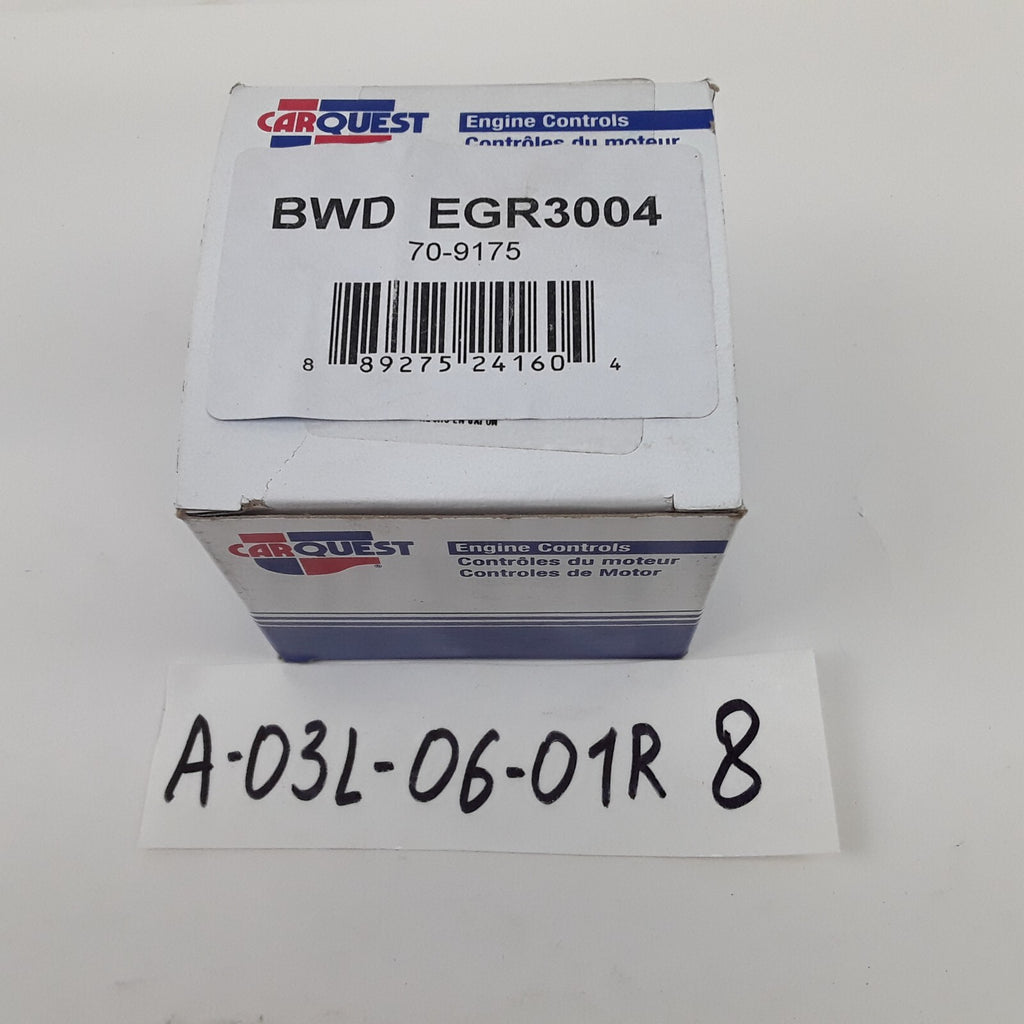 CARQUEST
Engine Controls
Contrôles du moteur
BWD EGR3004
70-9175
8 89275 24160 4
CARQUEST
Engine Controls
Contrôles du moteur
Controles de Motor
A-03L-06-01R 8